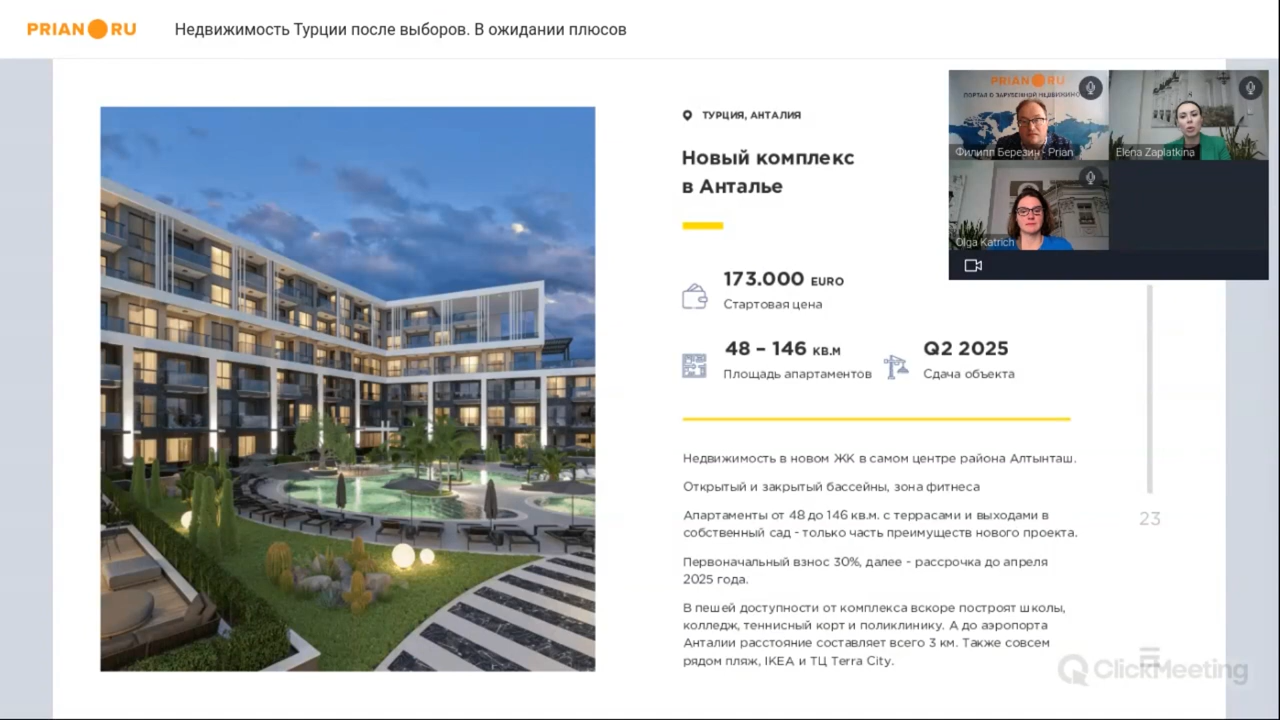 PRIAN RU
Недвижимость Турции после выборов. В ожидании плюсов
ТУРЦИЯ, АНТАЛИЯ
Новый комплекс
в Анталье
173.000 EURO
Стартовая цена
48 – 146 КВ.М
Площадь апартаментов
Q2 2025
Сдача объекта
Недвижимость в новом ЖК в самом центре района Алтынташ.
Открытый и закрытый бассейны, зона фитнеса
Апартаменты от 48 до 146 кв.м. с террасами и выходами в
собственный сад - только часть преимуществ нового проекта.
Первоначальный взнос 30%, далее - рассрочка до апреля
2025 года.
В пешей доступности от комплекса вскоре построят школы,
колледж, теннисный корт и поликлинику. А до аэропорта
Анталии расстояние составляет всего 3 км. Также совсем
рядом пляж, IKEA и ТЦ Terra City.
PRIAN RU
ПОРТАЛ О ЗАРУБЕЖНОЙ НЕДВИЖИМО
Филипп Березин - Prian
Elena Zaplatkina
Olga Katrich
23
ClickMeeting